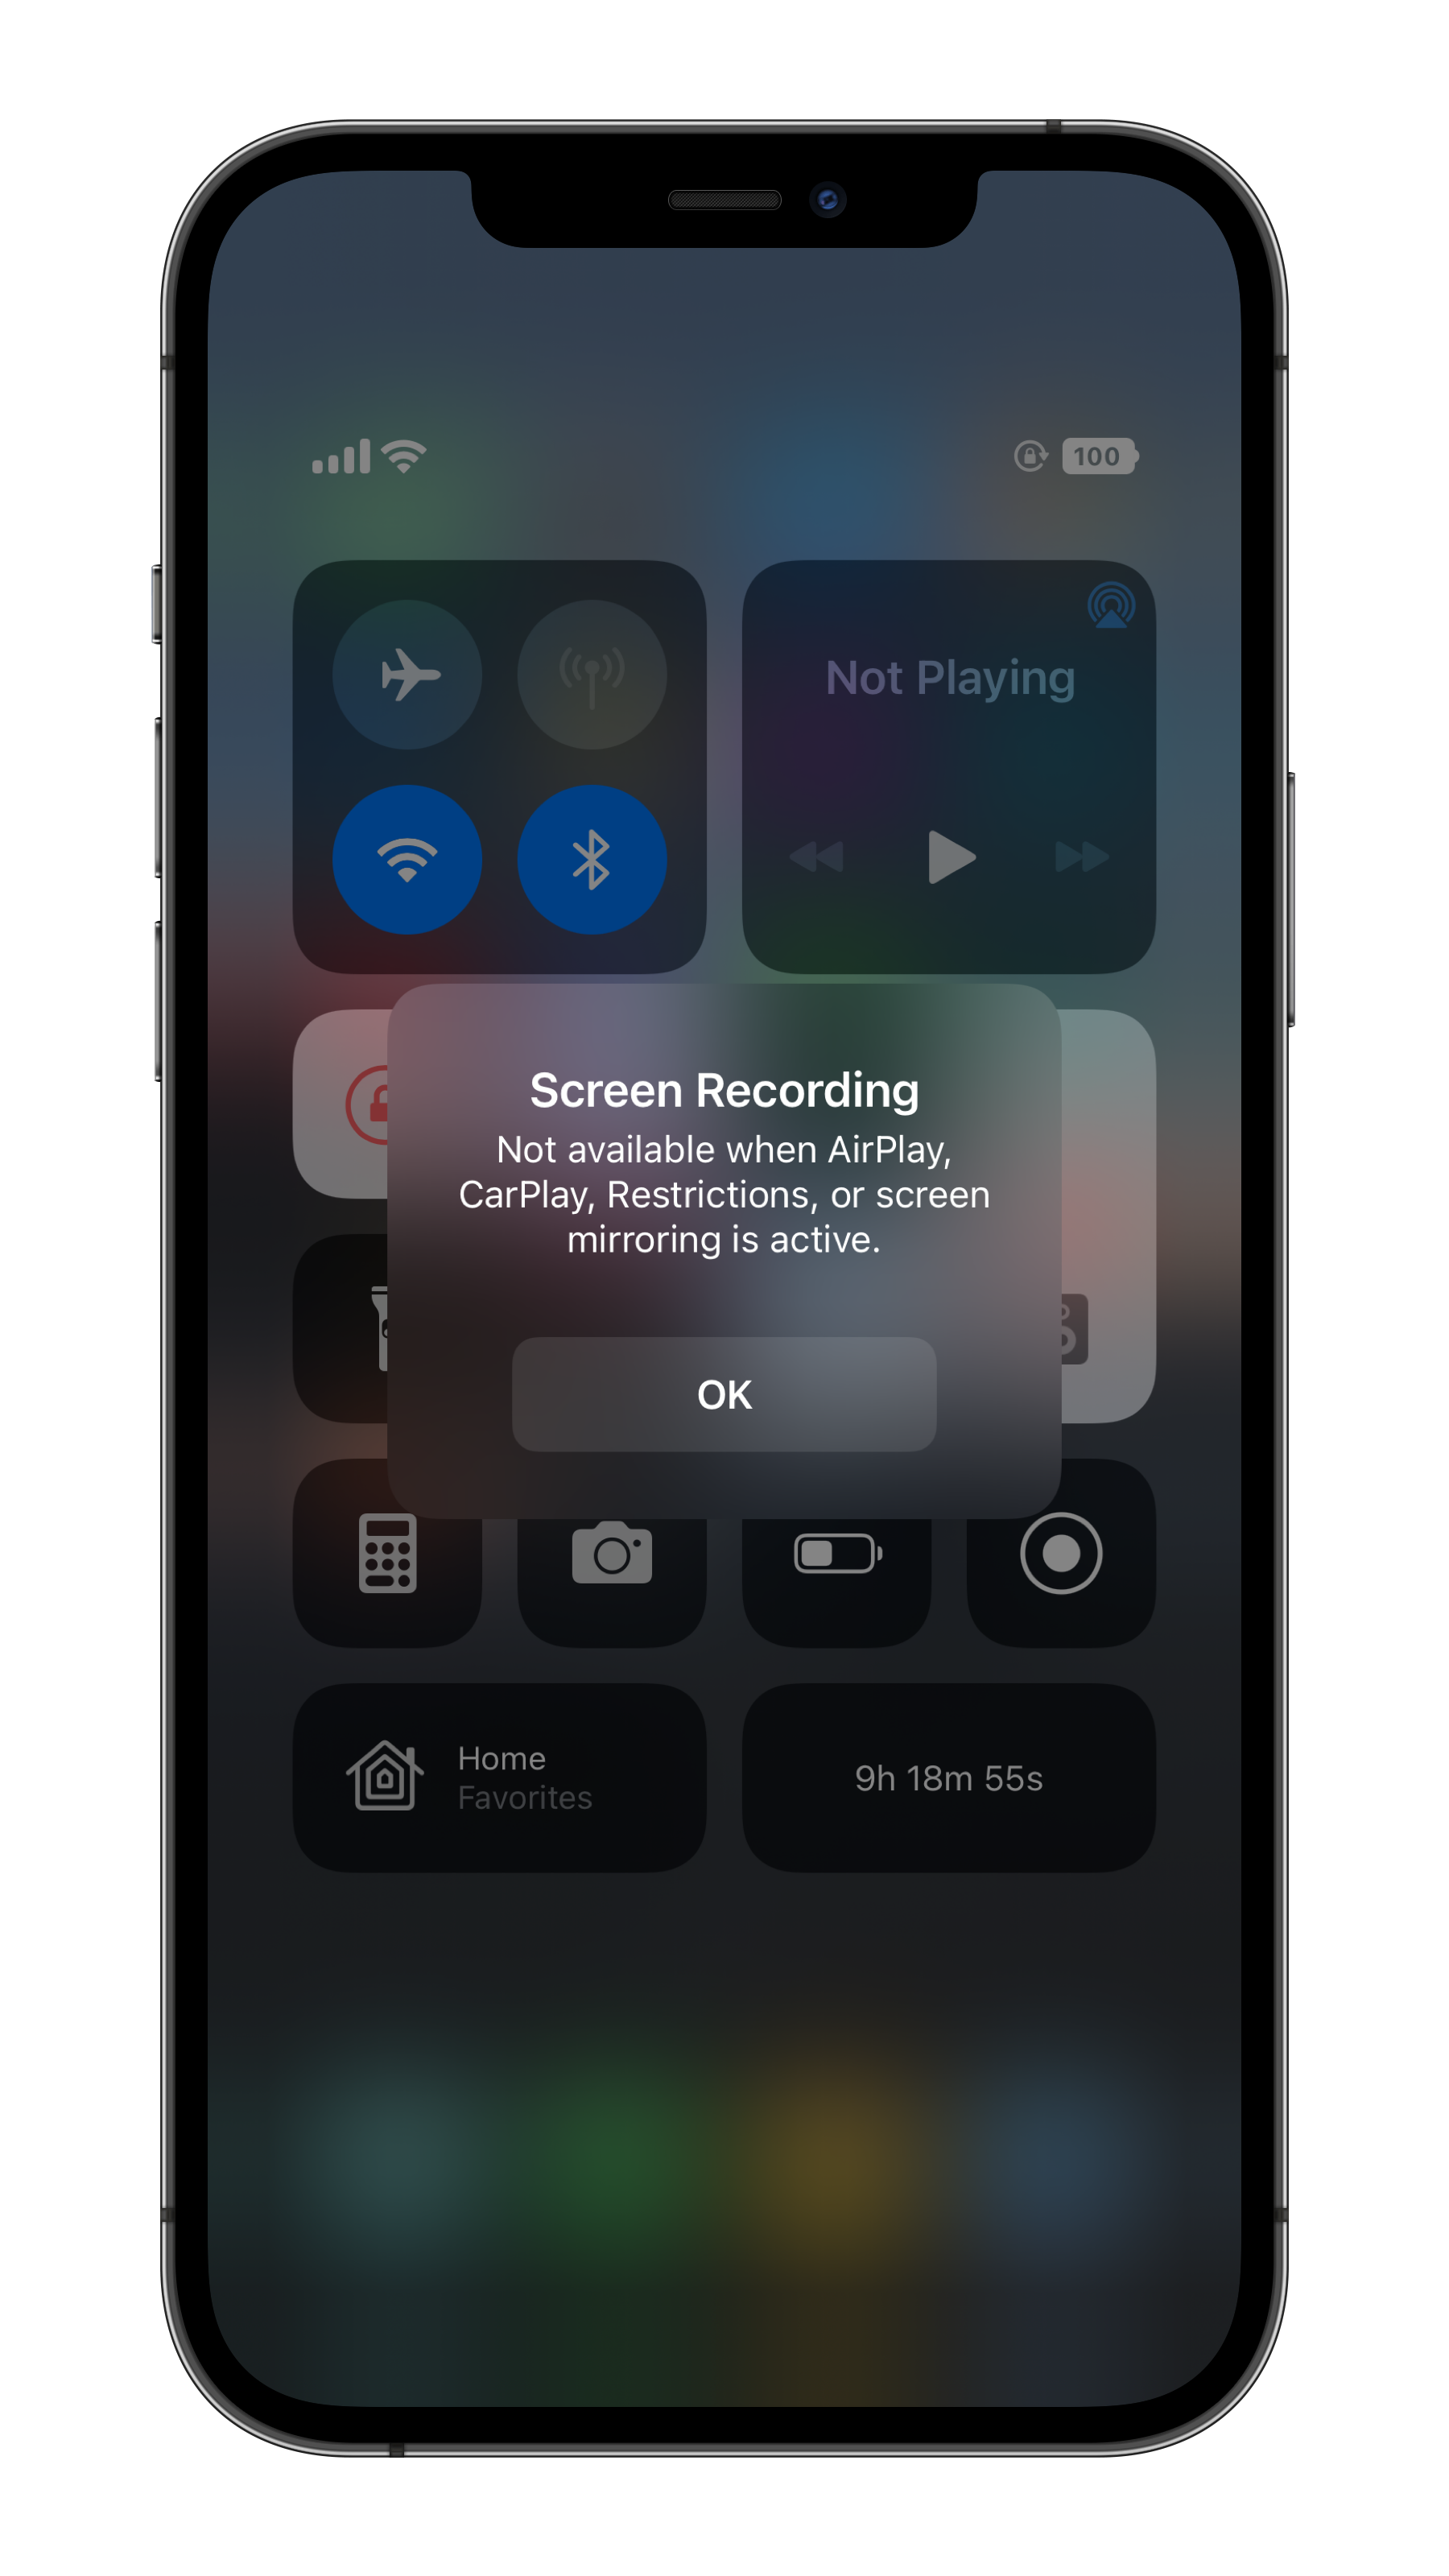 100
Not Playing
Screen Recording
Not available when AirPlay,
CarPlay, Restrictions, or screen
mirroring is active.
OK
Home
Favorites
9h 18m 55s